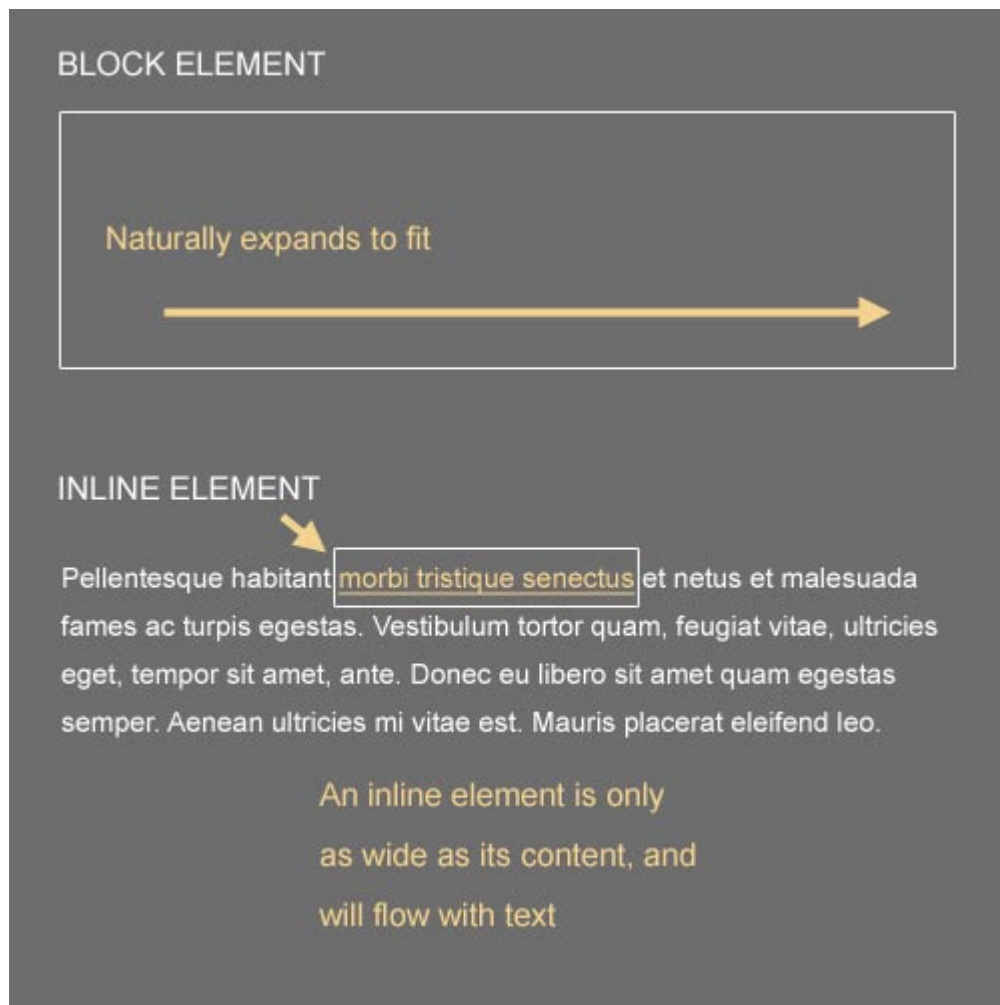 BLOCK ELEMENT
Naturally expands to fit
INLINE ELEMENT
Pellentesque habitant morbi tristique senectus et netus et malesuada
fames ac turpis egestas. Vestibulum tortor quam, feugiat vitae, ultricies
eget, tempor sit amet, ante. Donec eu libero sit amet quam egestas
semper. Aenean ultricies mi vitae est. Mauris placerat eleifend leo.
An inline element is only
as wide as its content, and
will flow with text